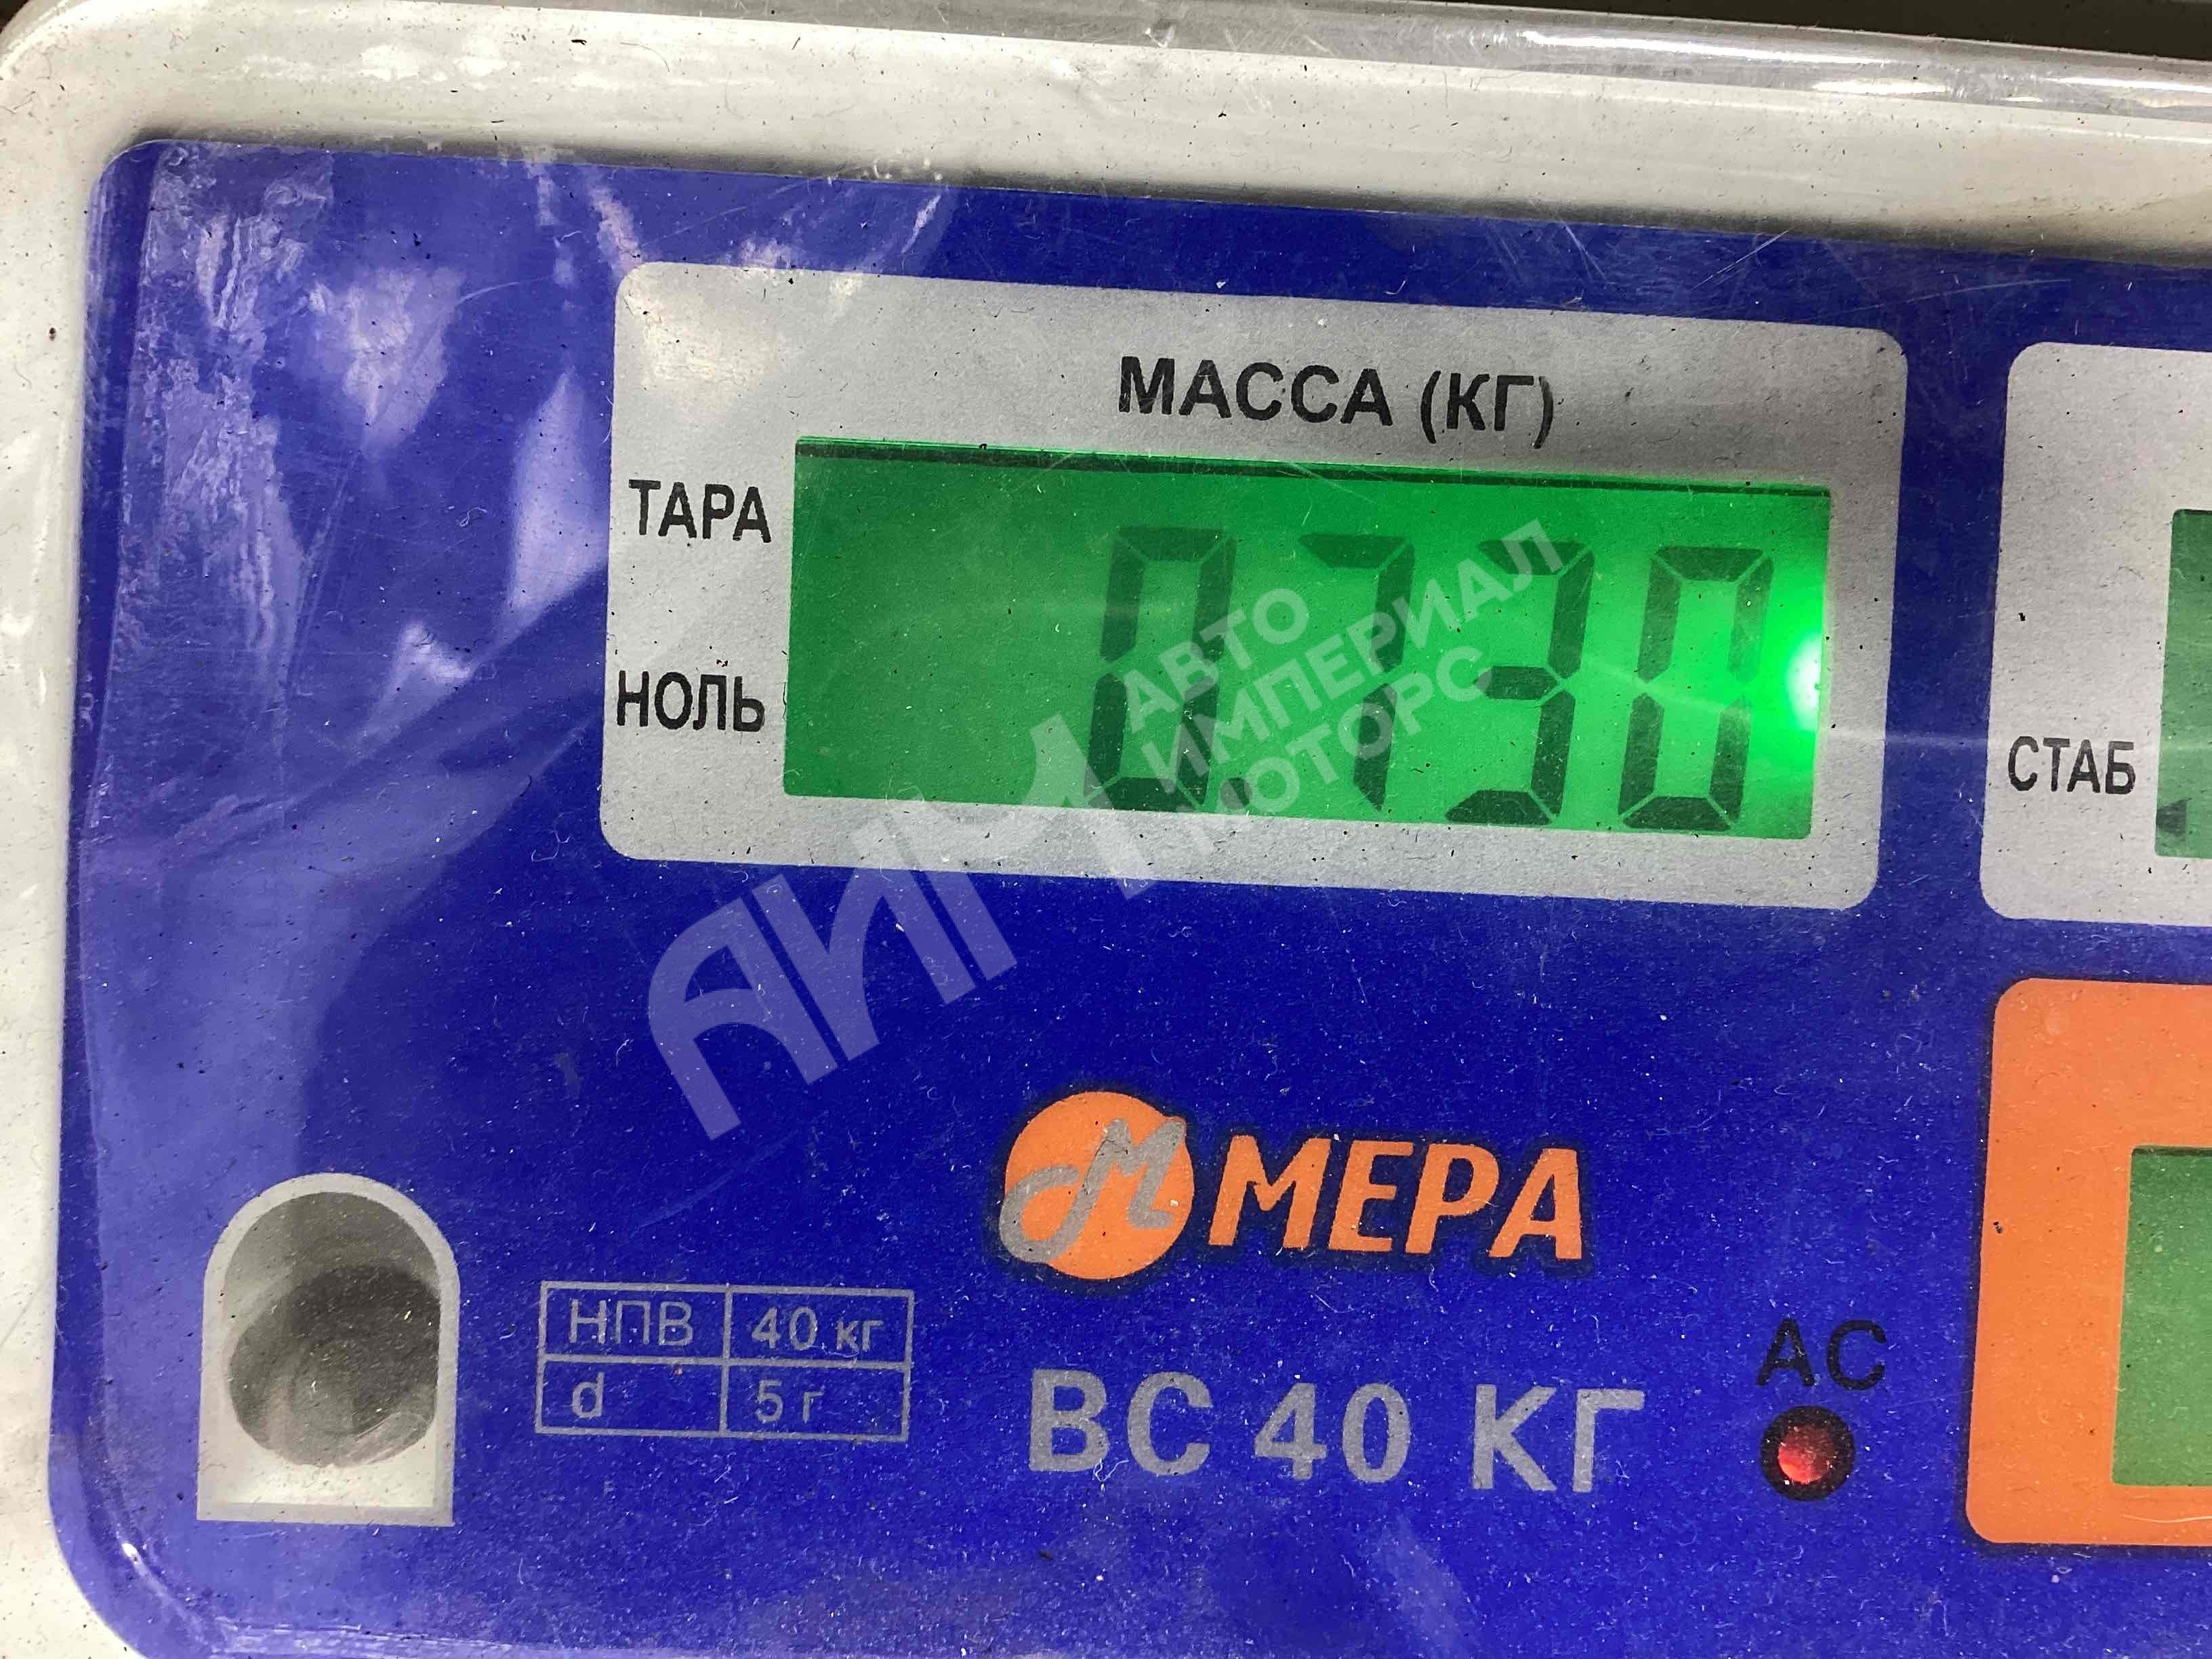 МАССА (КГ)
ТАРА
0.730
НОЛЬ
СТАБ
АИМ
АВТО
ИМПЕРИАЛ
МОТОРС
М МЕРА
НПВ 40 кг
d 5 г
ВС 40 КГ
AC